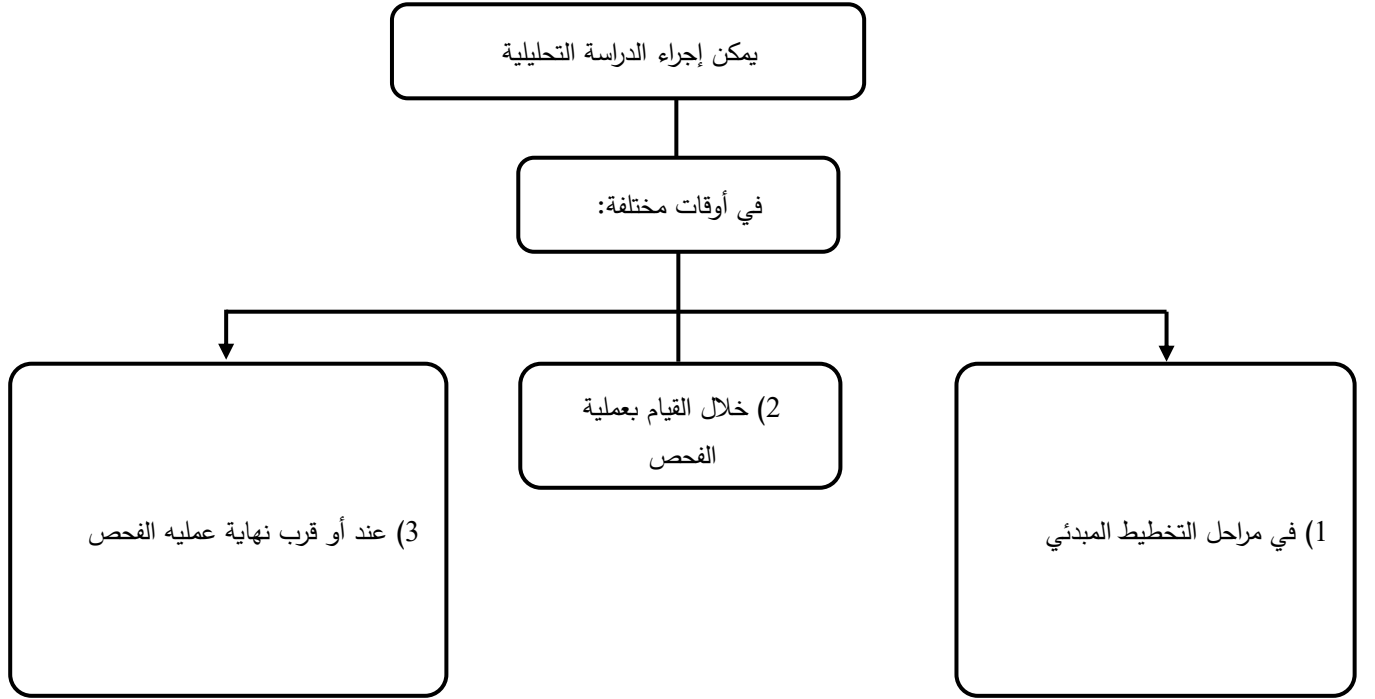 يمكن إجراء الدراسة التحليلية
في أوقات مختلفة:
1) في مراحل التخطيط المبدئي
2) خلال القيام بعملية
الفحص
3) عند أو قرب نهاية عمليه الفحص